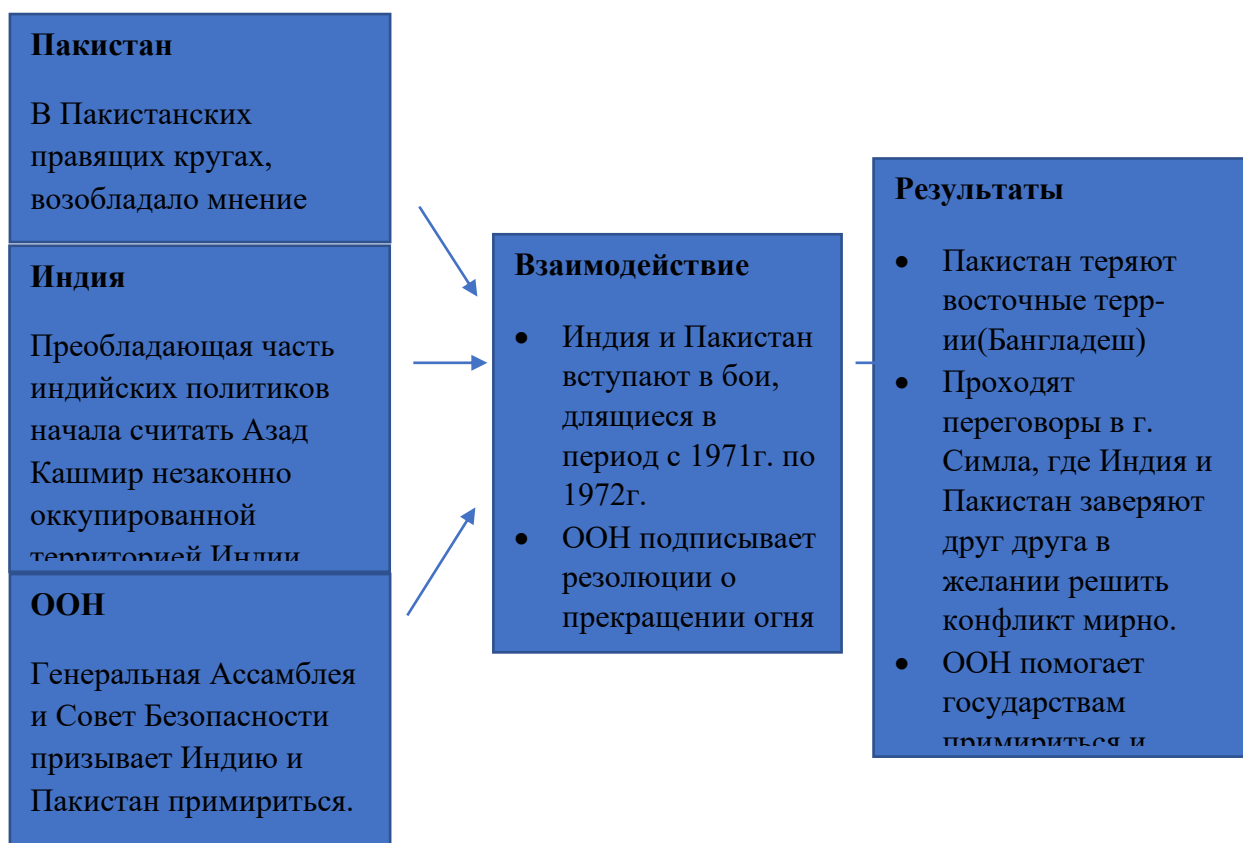 Пакистан
В Пакистанских
правящих кругах,
возобладало мнение
Индия
Преобладающая часть
индийских политиков
начала считать Азад
Кашмир незаконно
оккупированной
территорией Индии
ООН
Генеральная Ассамблея
и Совет Безопасности
призывает Индию и
Пакистан примириться.
Взаимодействие
• Индия и Пакистан
вступают в бои,
длящиеся в
период с 1971г. по
1972г.
• ООН подписывает
резолюции о
прекращении огня
Результаты
• Пакистан теряют
восточные терр-
ии(Бангладеш)
• Проходят
переговоры в г.
Симла, где Индия и
Пакистан заверяют
друг друга в
желании решить
конфликт мирно.
• ООН помогает
государствам
примириться и